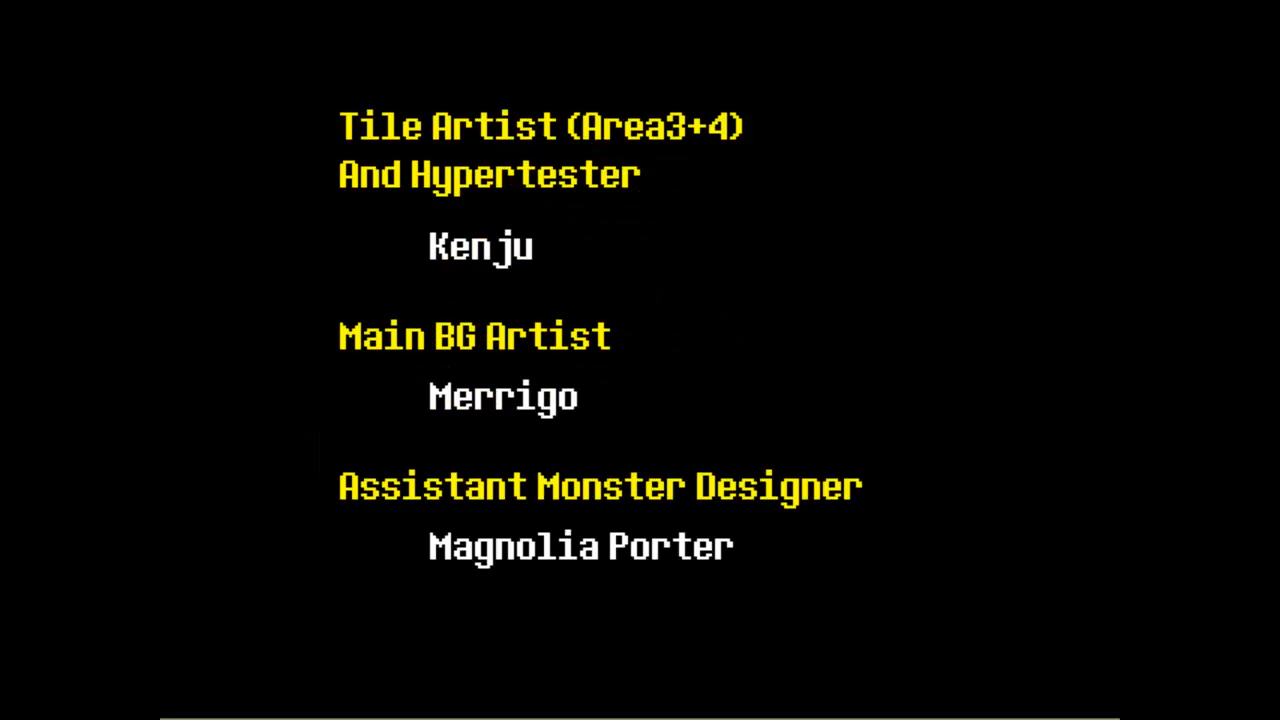 Tile Artist (Area3+4)
And Hypertester
Kenju
Main BG Artist
Merrigo
Assistant Monster Designer
Magnolia Porter